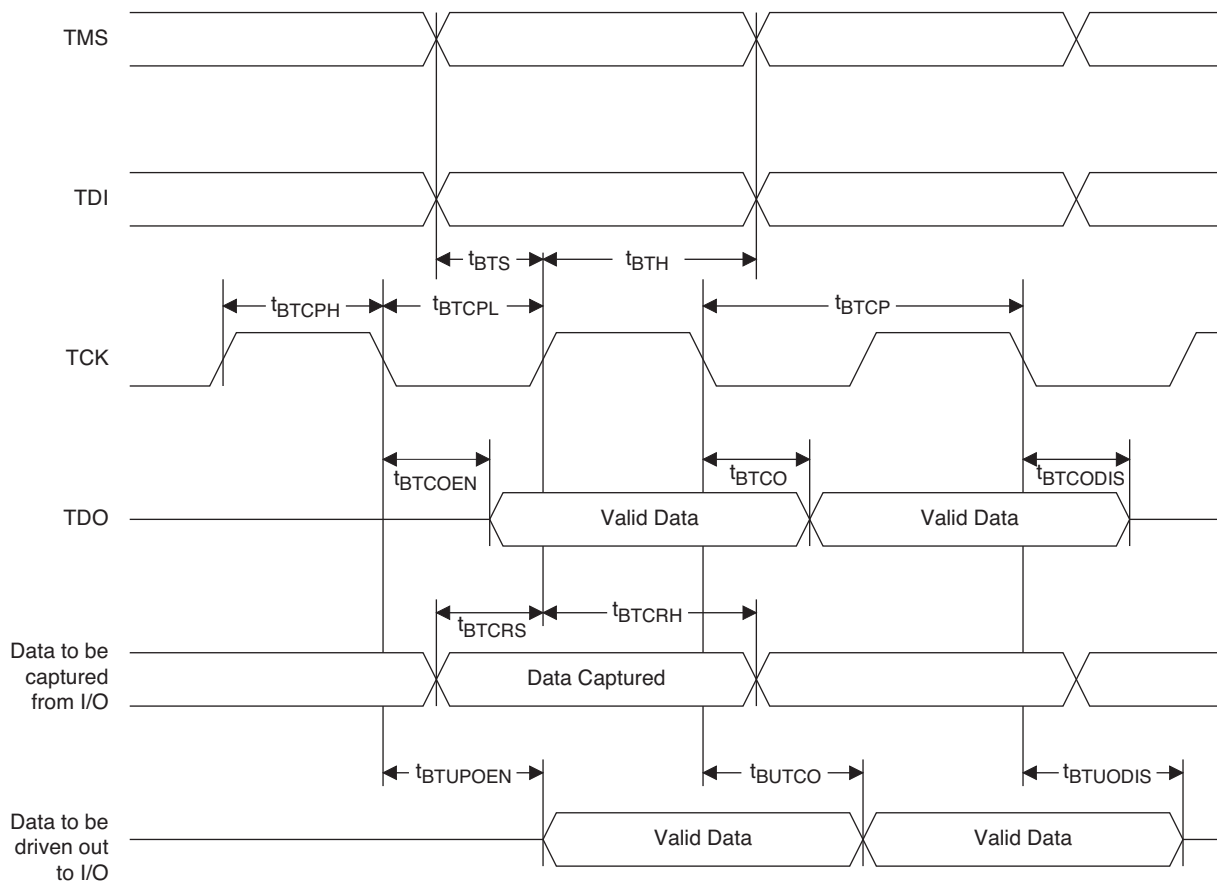 TMS
TDI
tBTS
tBTH
tBTCPH
tBTCPL
tBTCP
TCK
tBTCOEN
tBTCO
tBTCODIS
TDO
Valid Data
Valid Data
tBTCRS
tBTCRH
Data to be
captured
from I/O
Data Captured
tBTUPOEN
tBUTCO
tBTUODIS
Data to be
driven out
to I/O
Valid Data
Valid Data